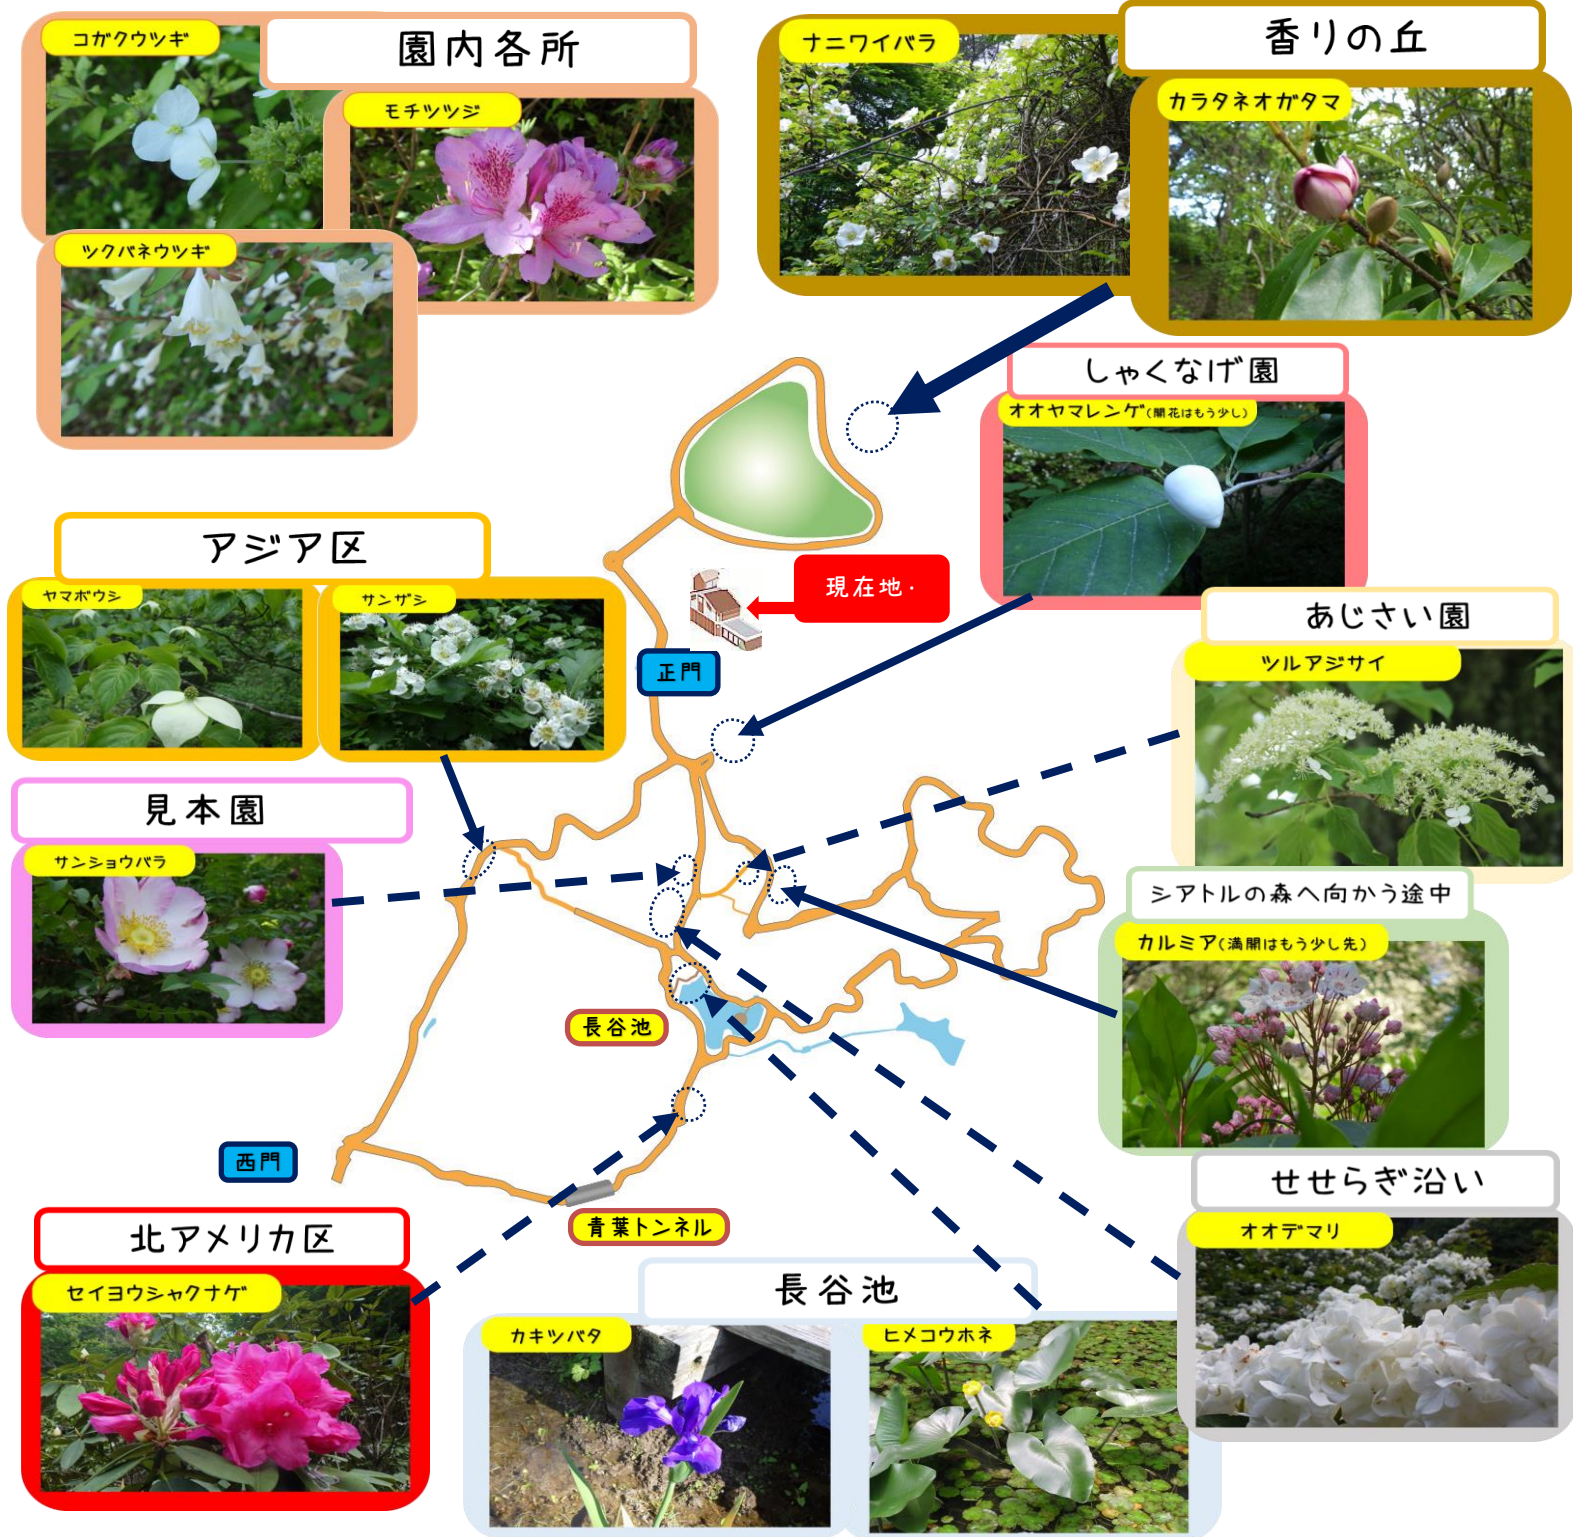 園内各所
コガクウツギ
モチツツジ
ツクバネウツギ
香りの丘
ナニワイバラ
カラタネオガタマ
しゃくなげ園
オオヤマレンゲ(開花はもう少し)
アジア区
ヤマボウシ
サンザシ
現在地・
正門
あじさい園
ツルアジサイ
見本園
サンショウバラ
シアトルの森へ向かう途中
カルミア(満開はもう少し先)
長谷池
西門
青葉トンネル
せせらぎ沿い
オオデマリ
北アメリカ区
セイヨウシャクナゲ
長谷池
カキツバタ
ヒメコウホネ